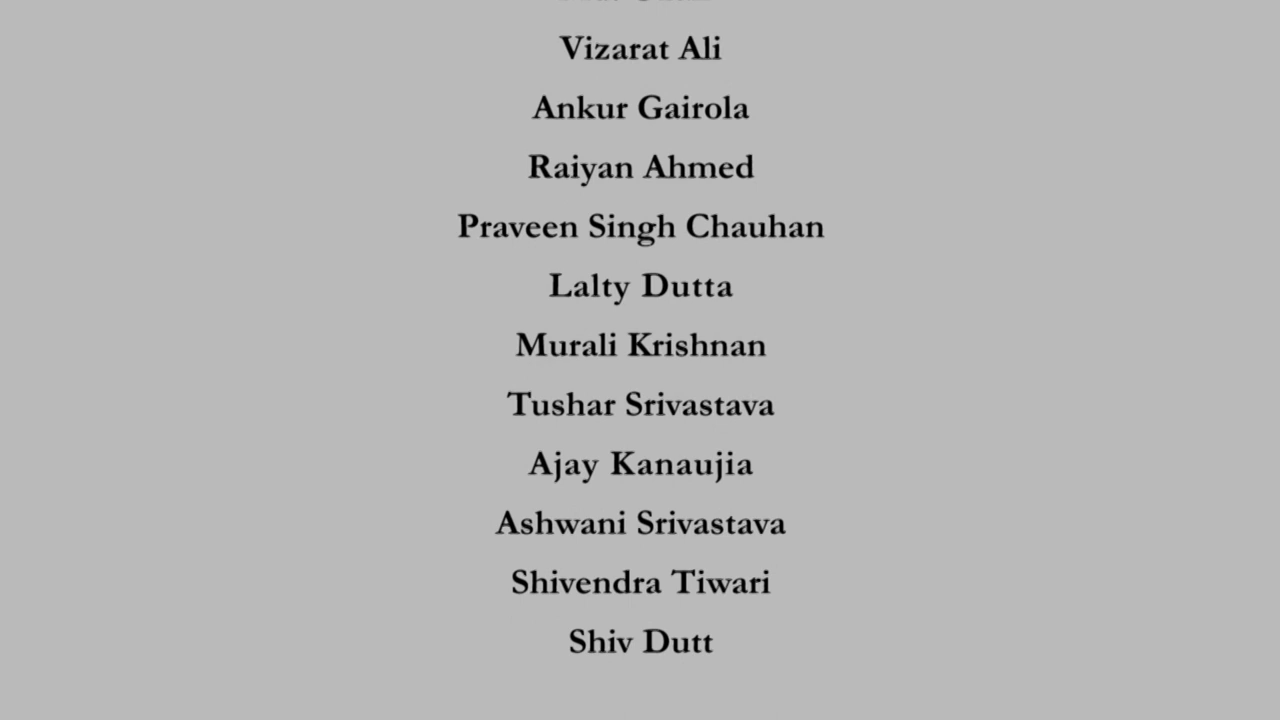 Vizarat Ali
Ankur Gairola
Raiyan Ahmed
Praveen Singh Chauhan
Lalty Dutta
Murali Krishnan
Tushar Srivastava
Ajay Kanaujia
Ashwani Srivastava
Shivendra Tiwari
Shiv Dutt